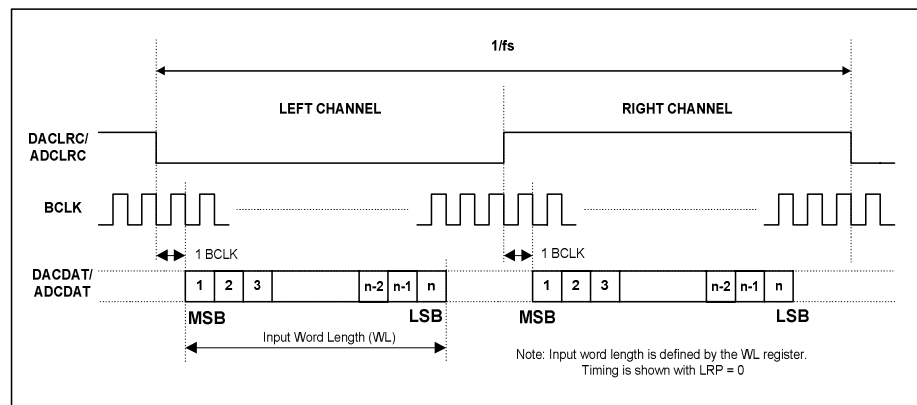 1/fs
LEFT CHANNEL
RIGHT CHANNEL
DACLRC/
ADCLRC
BCLK
1 BCLK
1 BCLK
DACDAT/
ADCDAT
1 2 3 n-2 n-1 n
1 2 3 n-2 n-1 n
MSB
LSB
MSB
LSB
Input Word Length (WL)
Note: Input word length is defined by the WL register.
Timing is shown with LRP = 0